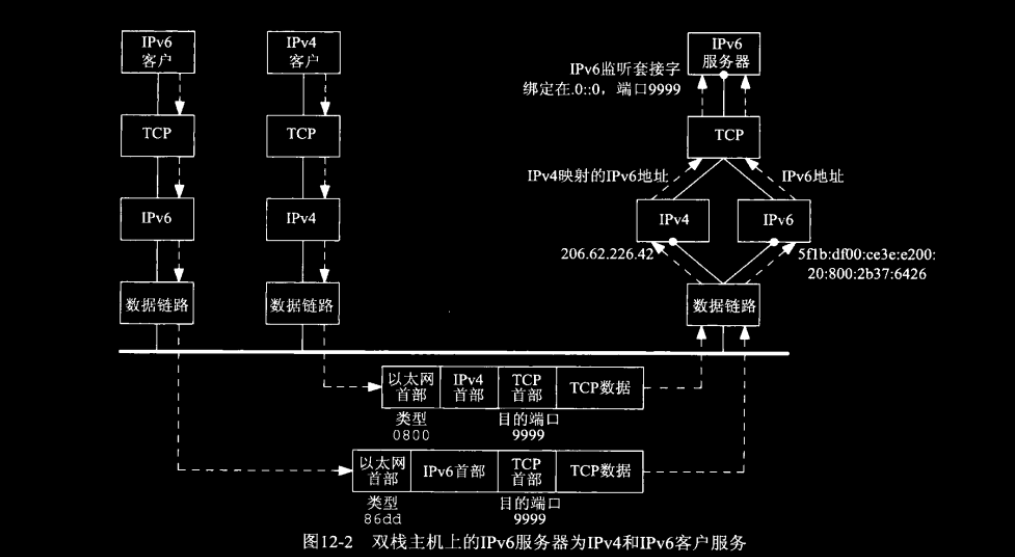 IPv6
客户
IPv4
客户
IPv6
服务器
IPv6监听套接字
绑定在.0::0，端口9999
TCP
TCP
TCP
IPv4映射的IPv6地址
IPv6地址
IPv6
IPv4
IPv4
IPv6
206.62.226.42
5f1b:df00:ce3e:e200:
20:800:2b37:6426
数据链路
数据链路
数据链路
以太网
首部
IPv4
首部
TCP
首部
TCP数据
类型
0800
目的端口
9999
以太网
首部
IPv6首部
TCP
首部
TCP数据
类型
86dd
目的端口
9999
图12-2 双栈主机上的IPv6服务器为IPv4和IPv6客户服务